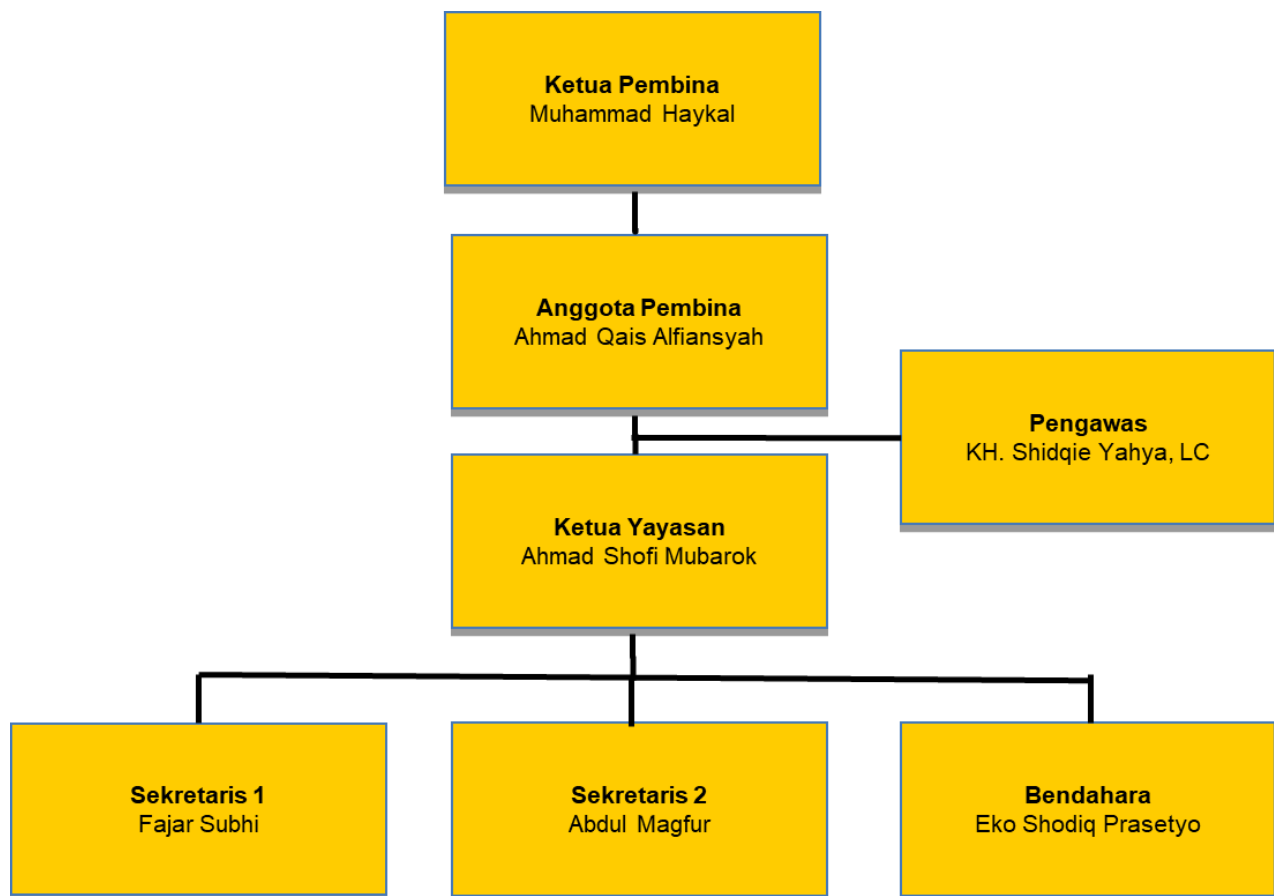 Ketua Pembina
Muhammad Haykal
Anggota Pembina
Ahmad Qais Alfiansyah
Pengawas
KH. Shidqie Yahya, LC
Ketua Yayasan
Ahmad Shofi Mubarok
Sekretaris 1
Fajar Subhi
Sekretaris 2
Abdul Magfur
Bendahara
Eko Shodiq Prasetyo